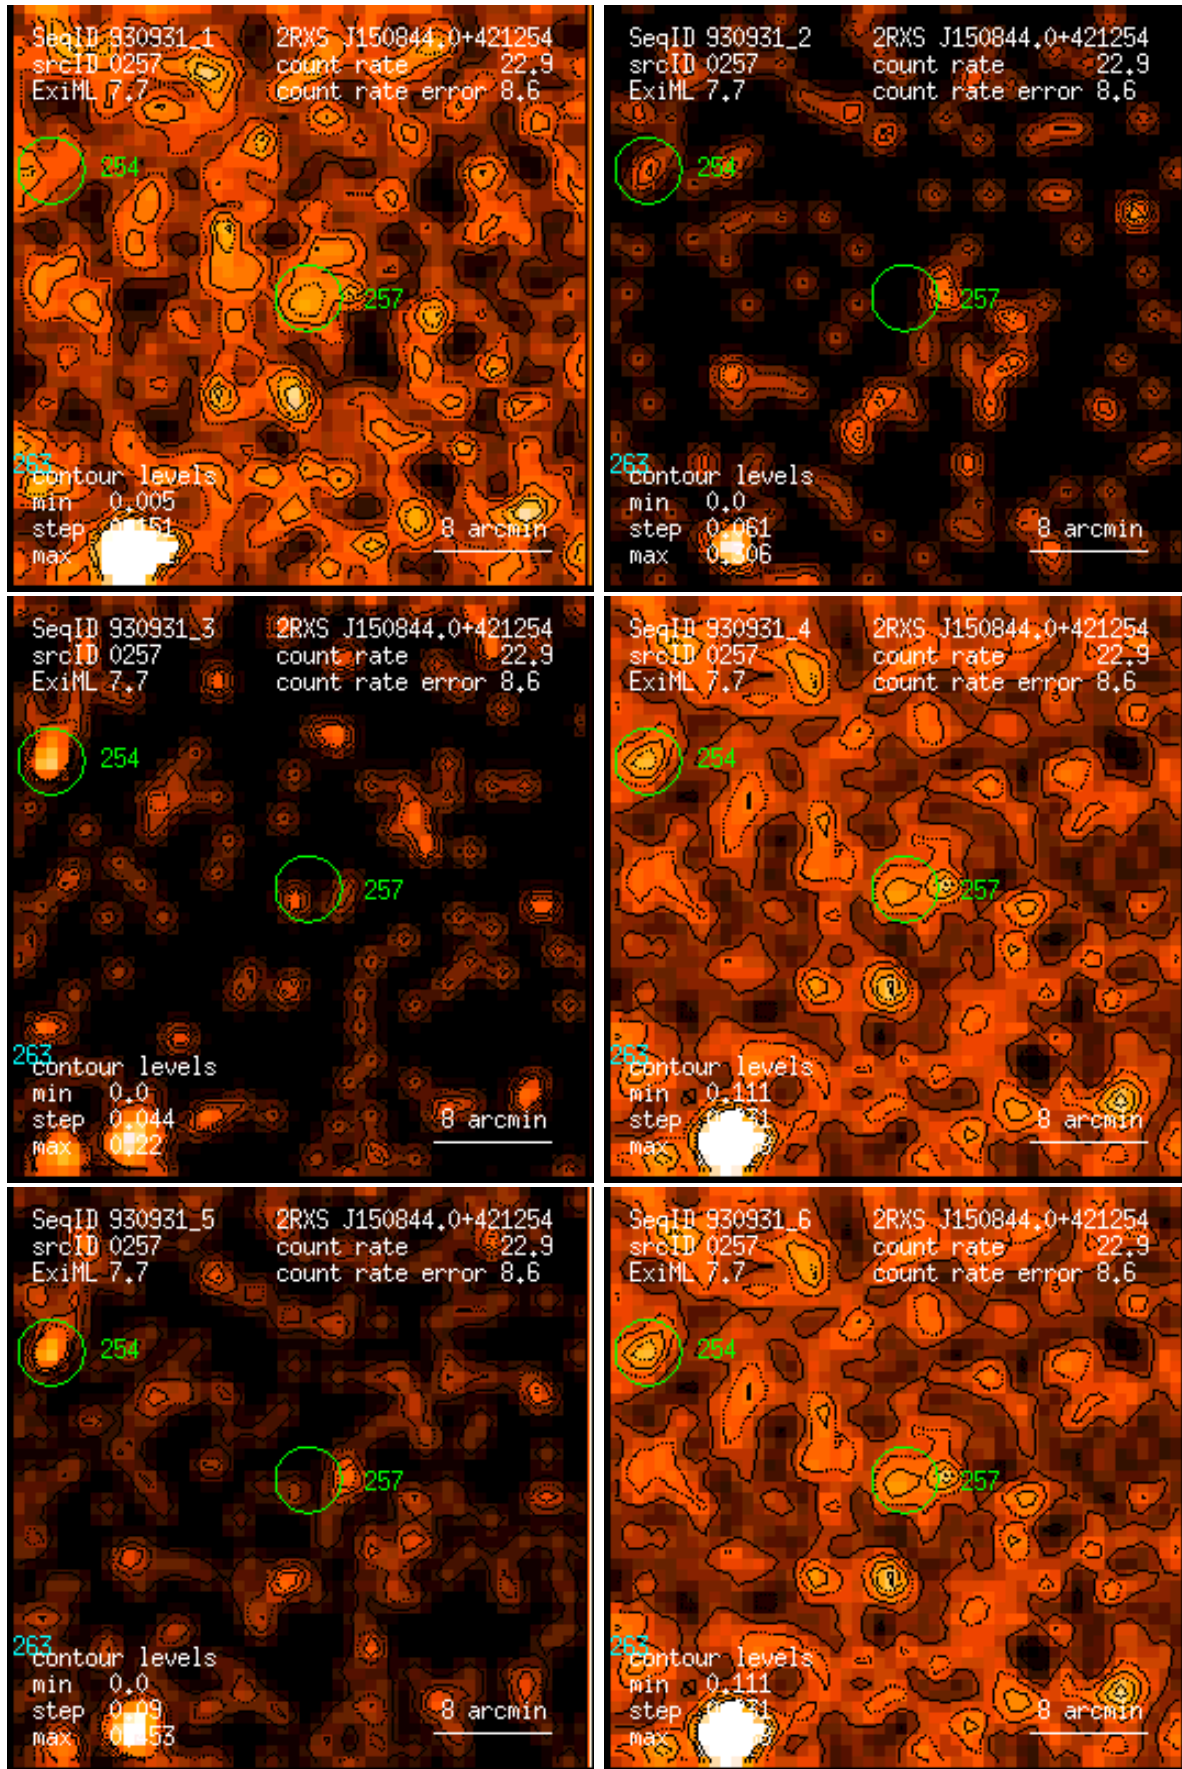 SeqID 930931_1 2RXS J150844.0+421254
srcID 0257 count rate 22.9
ExiML 7.7 count rate error 8.6
254
257
263
contour levels
min 0.005
step
max
8 arcmin
SeqID 930931_2 2RXS J150844.0+421254
srcID 0257 count rate 22.9
ExiML 7.7 count rate error 8.6
254
257
263
contour levels
min 0.0
step 0.061
max 0.306
8 arcmin
SeqID 930931_3 2RXS J150844.0+421254
srcID 0257 count rate 22.9
ExiML 7.7 count rate error 8.6
254
257
263
contour levels
min 0.0
step 0.044
max 0.22
8 arcmin
SeqID 930931_4 2RXS J150844.0+421254
srcID 0257 count rate 22.9
ExiML 7.7 count rate error 8.6
254
257
263
contour levels
min 0.111
step
max
8 arcmin
SeqID 930931_5 2RXS J150844.0+421254
srcID 0257 count rate 22.9
ExiML 7.7 count rate error 8.6
254
257
263
contour levels
min 0.0
step 0.09
max
8 arcmin
SeqID 930931_6 2RXS J150844.0+421254
srcID 0257 count rate 22.9
ExiML 7.7 count rate error 8.6
254
257
263
contour levels
min 0.111
step
max
8 arcmin